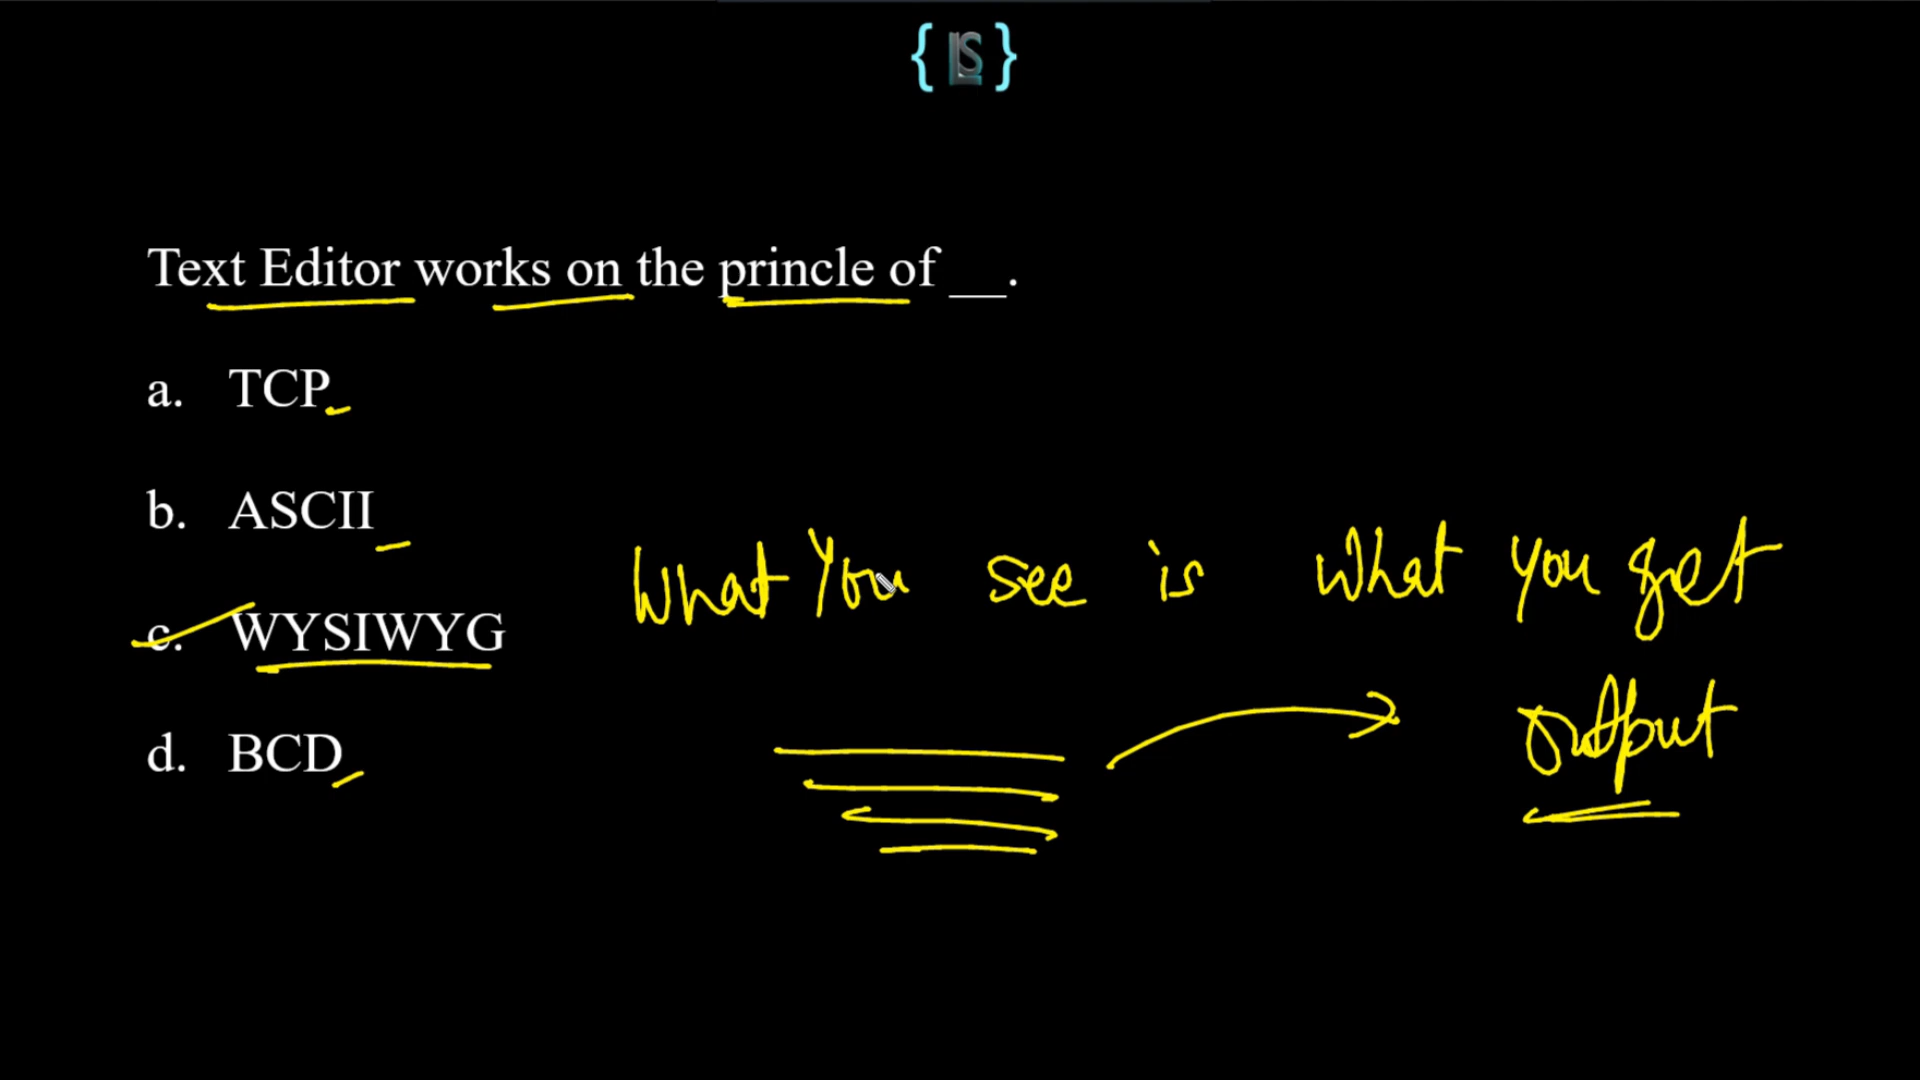 {LS}
Text Editor works on the princle of __.
a. TCP
b. ASCII
What You see is what you get
c. WYSIWYG
output
d. BCD